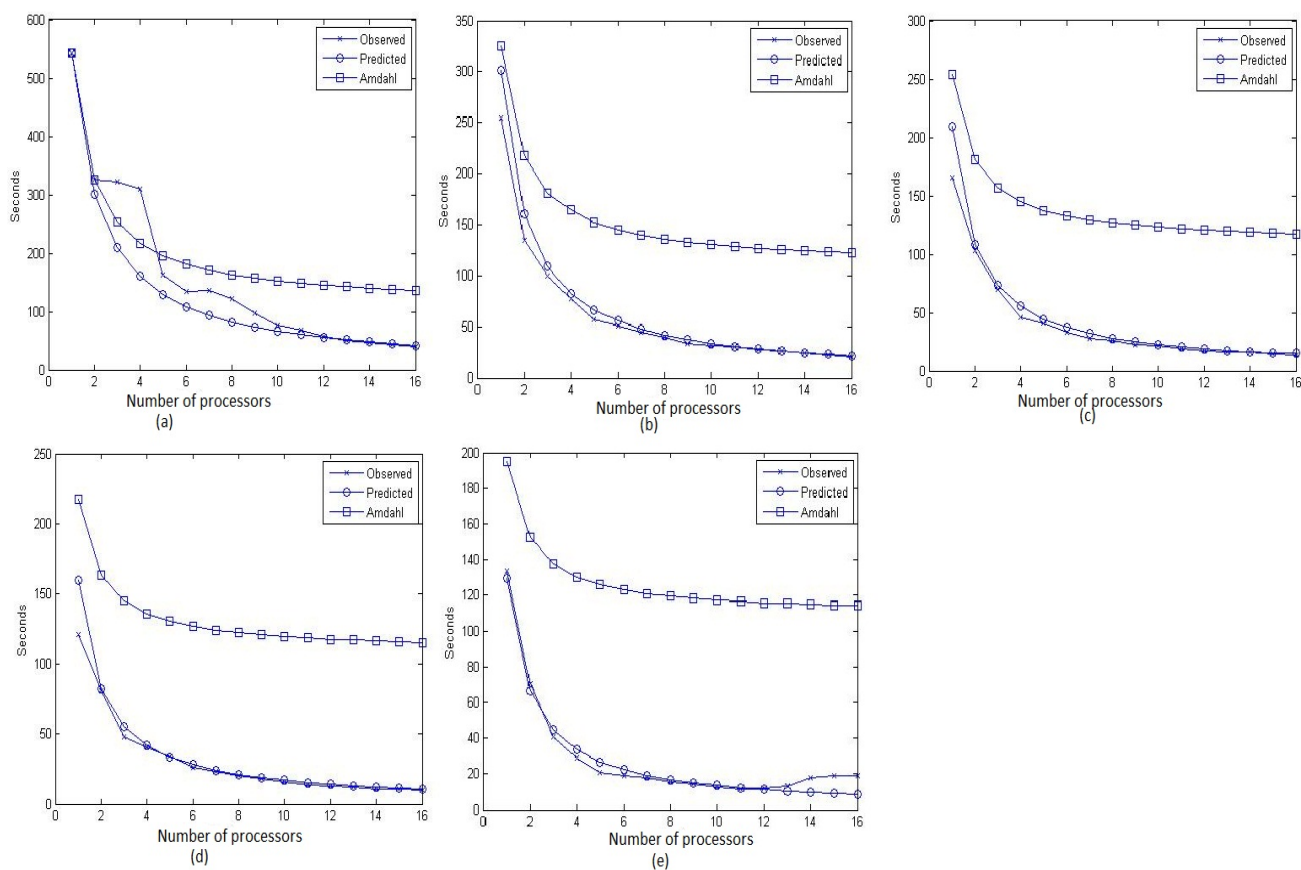 600
500
400
300
200
100
0
Seconds
0 2 4 6 8 10 12 14 16
Number of processors
(a)
Observed
Predicted
Amdahl
350
300
250
200
150
100
50
0
Seconds
0 2 4 6 8 10 12 14 16
Number of processors
(b)
Observed
Predicted
Amdahl
300
250
200
150
100
50
0
Seconds
0 2 4 6 8 10 12 14 16
Number of processors
(c)
Observed
Predicted
Amdahl
250
200
150
100
50
0
Seconds
0 2 4 6 8 10 12 14 16
Number of processors
(d)
Observed
Predicted
Amdahl
200
180
160
140
120
100
80
60
40
20
0
Seconds
0 2 4 6 8 10 12 14 16
Number of processors
(e)
Observed
Predicted
Amdahl